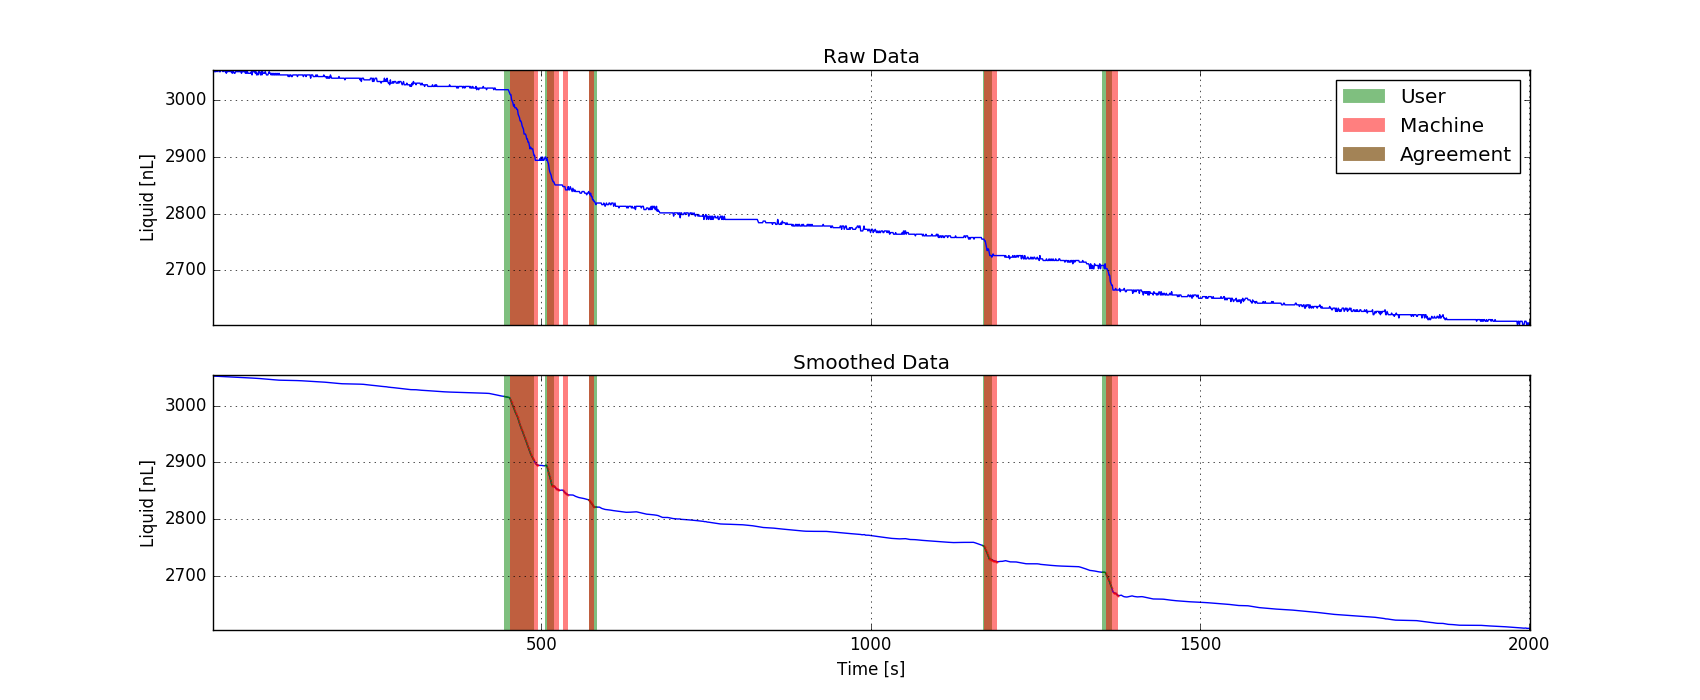 Raw Data
3000
2900
2800
2700
Liquid [nL]
User
Machine
Agreement
Smoothed Data
3000
2900
2800
2700
Liquid [nL]
500
1000
1500
2000
Time [s]